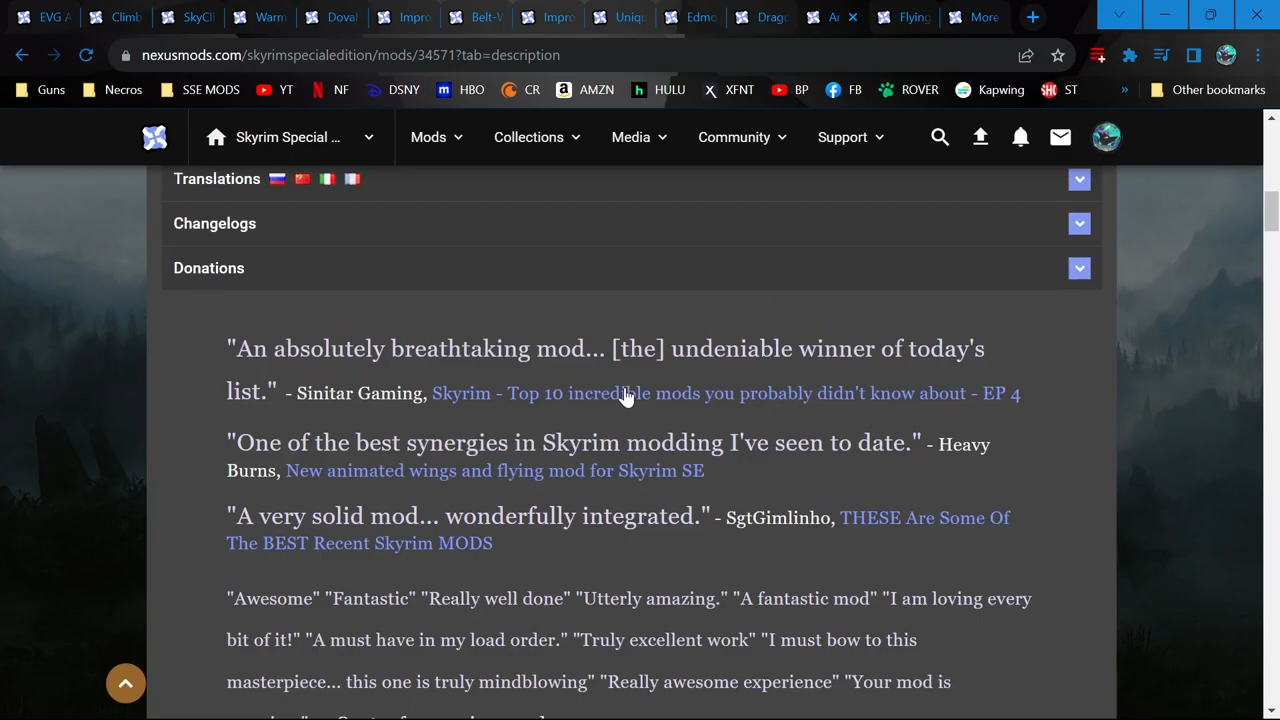 EVG A Climb SkyCl Warm Doval Impro Belt-W Impro Uniqu Edmo Drago Ar Flying More
nexusmods.com/skyrimspecialedition/mods/34571?tab=description
Guns Necros SSE MODS YT NF DSNY HBO CR AMZN HULU XFNT BP FB ROVER Kapwing ST » Other bookmarks
Skyrim Special ... Mods Collections Media Community Support
Translations
Changelogs
Donations
"An absolutely breathtaking mod... [the] undeniable winner of today's
list." - Sinitar Gaming, Skyrim - Top 10 incredible mods you probably didn't know about - EP 4
"One of the best synergies in Skyrim modding I've seen to date." - Heavy
Burns, New animated wings and flying mod for Skyrim SE
"A very solid mod... wonderfully integrated." - SgtGimlinho, THESE Are Some Of
The BEST Recent Skyrim MODS
"Awesome" "Fantastic" "Really well done" "Utterly amazing." "A fantastic mod" "I am loving every
bit of it!" "A must have in my load order." "Truly excellent work" "I must bow to this
masterpiece... this one is truly mindblowing" "Really awesome experience" "Your mod is